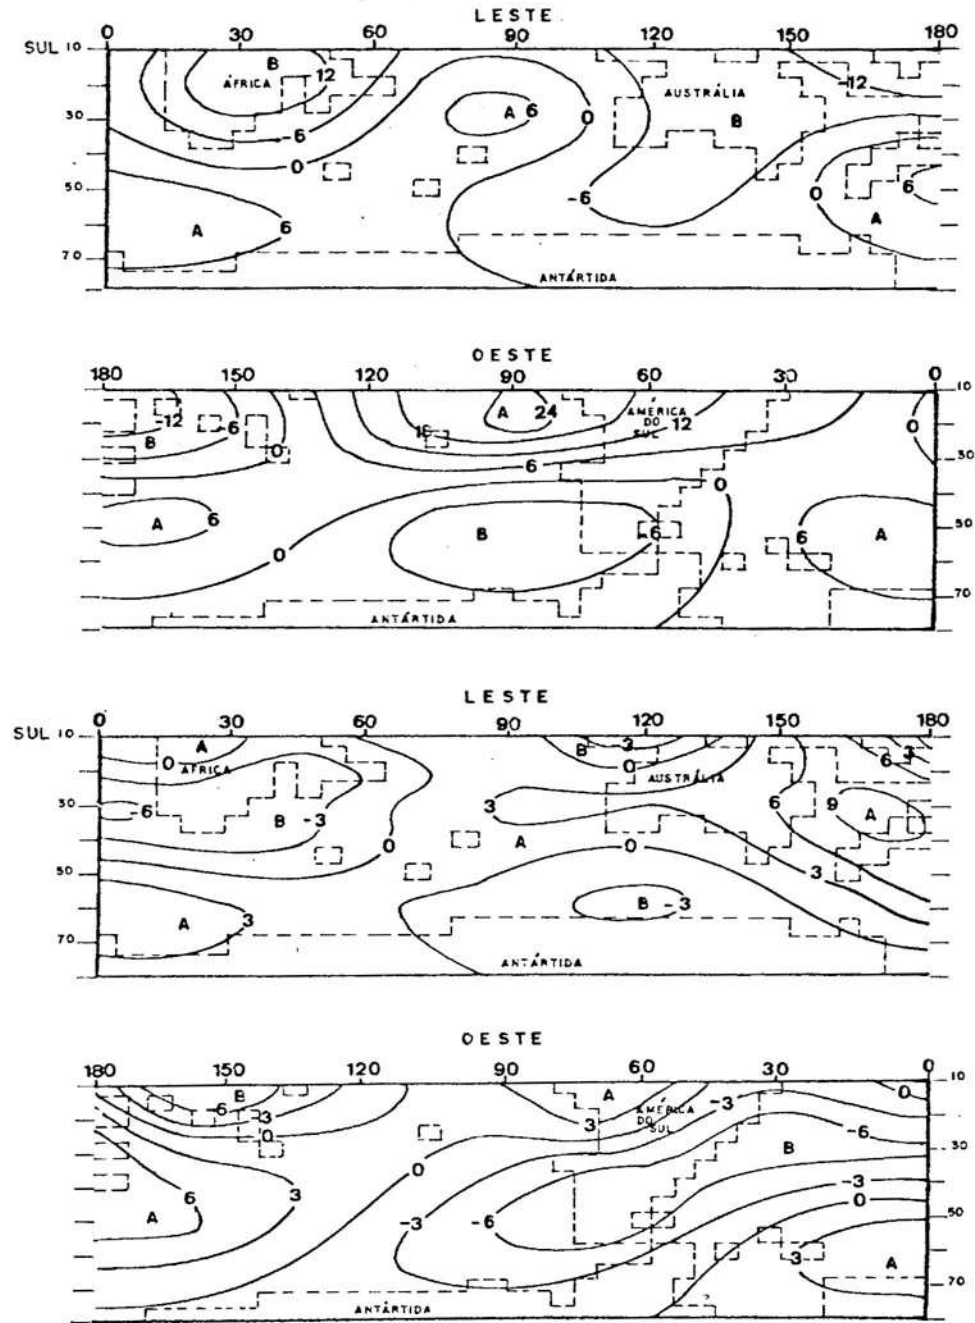 LESTE
SUL 10 0 30 60 90 120 150 180
B -12 -12
ÁFRICA AUSTRÁLIA
30 A 6 0 B
-6
0
50 -6 0 6
A 6 A
70
ANTÁRTIDA
OESTE
180 150 120 90 60 30 0
10
-12 A 24 AMÉRICA
-6 18 DO 12 0
B SUL
0 6 30
0
A 6 B -6 6 A 50
0
70
ANTÁRTIDA
LESTE
SUL 10 0 30 60 90 120 150 180
A B -3 3
0 ÁFRICA 0 AUSTRÁLIA 6
30 -6 3 6 9 A
B -3
0 A 0
50 3
A 3 B -3
70
ANTÁRTIDA
OESTE
180 150 120 90 60 30 0
0 10
-6 B A -3
-3 3 AMÉRICA
DO
0 SUL -6
B 30
0
6 3 -3
A -3 -6 0 50
3 A
70
ANTÁRTIDA